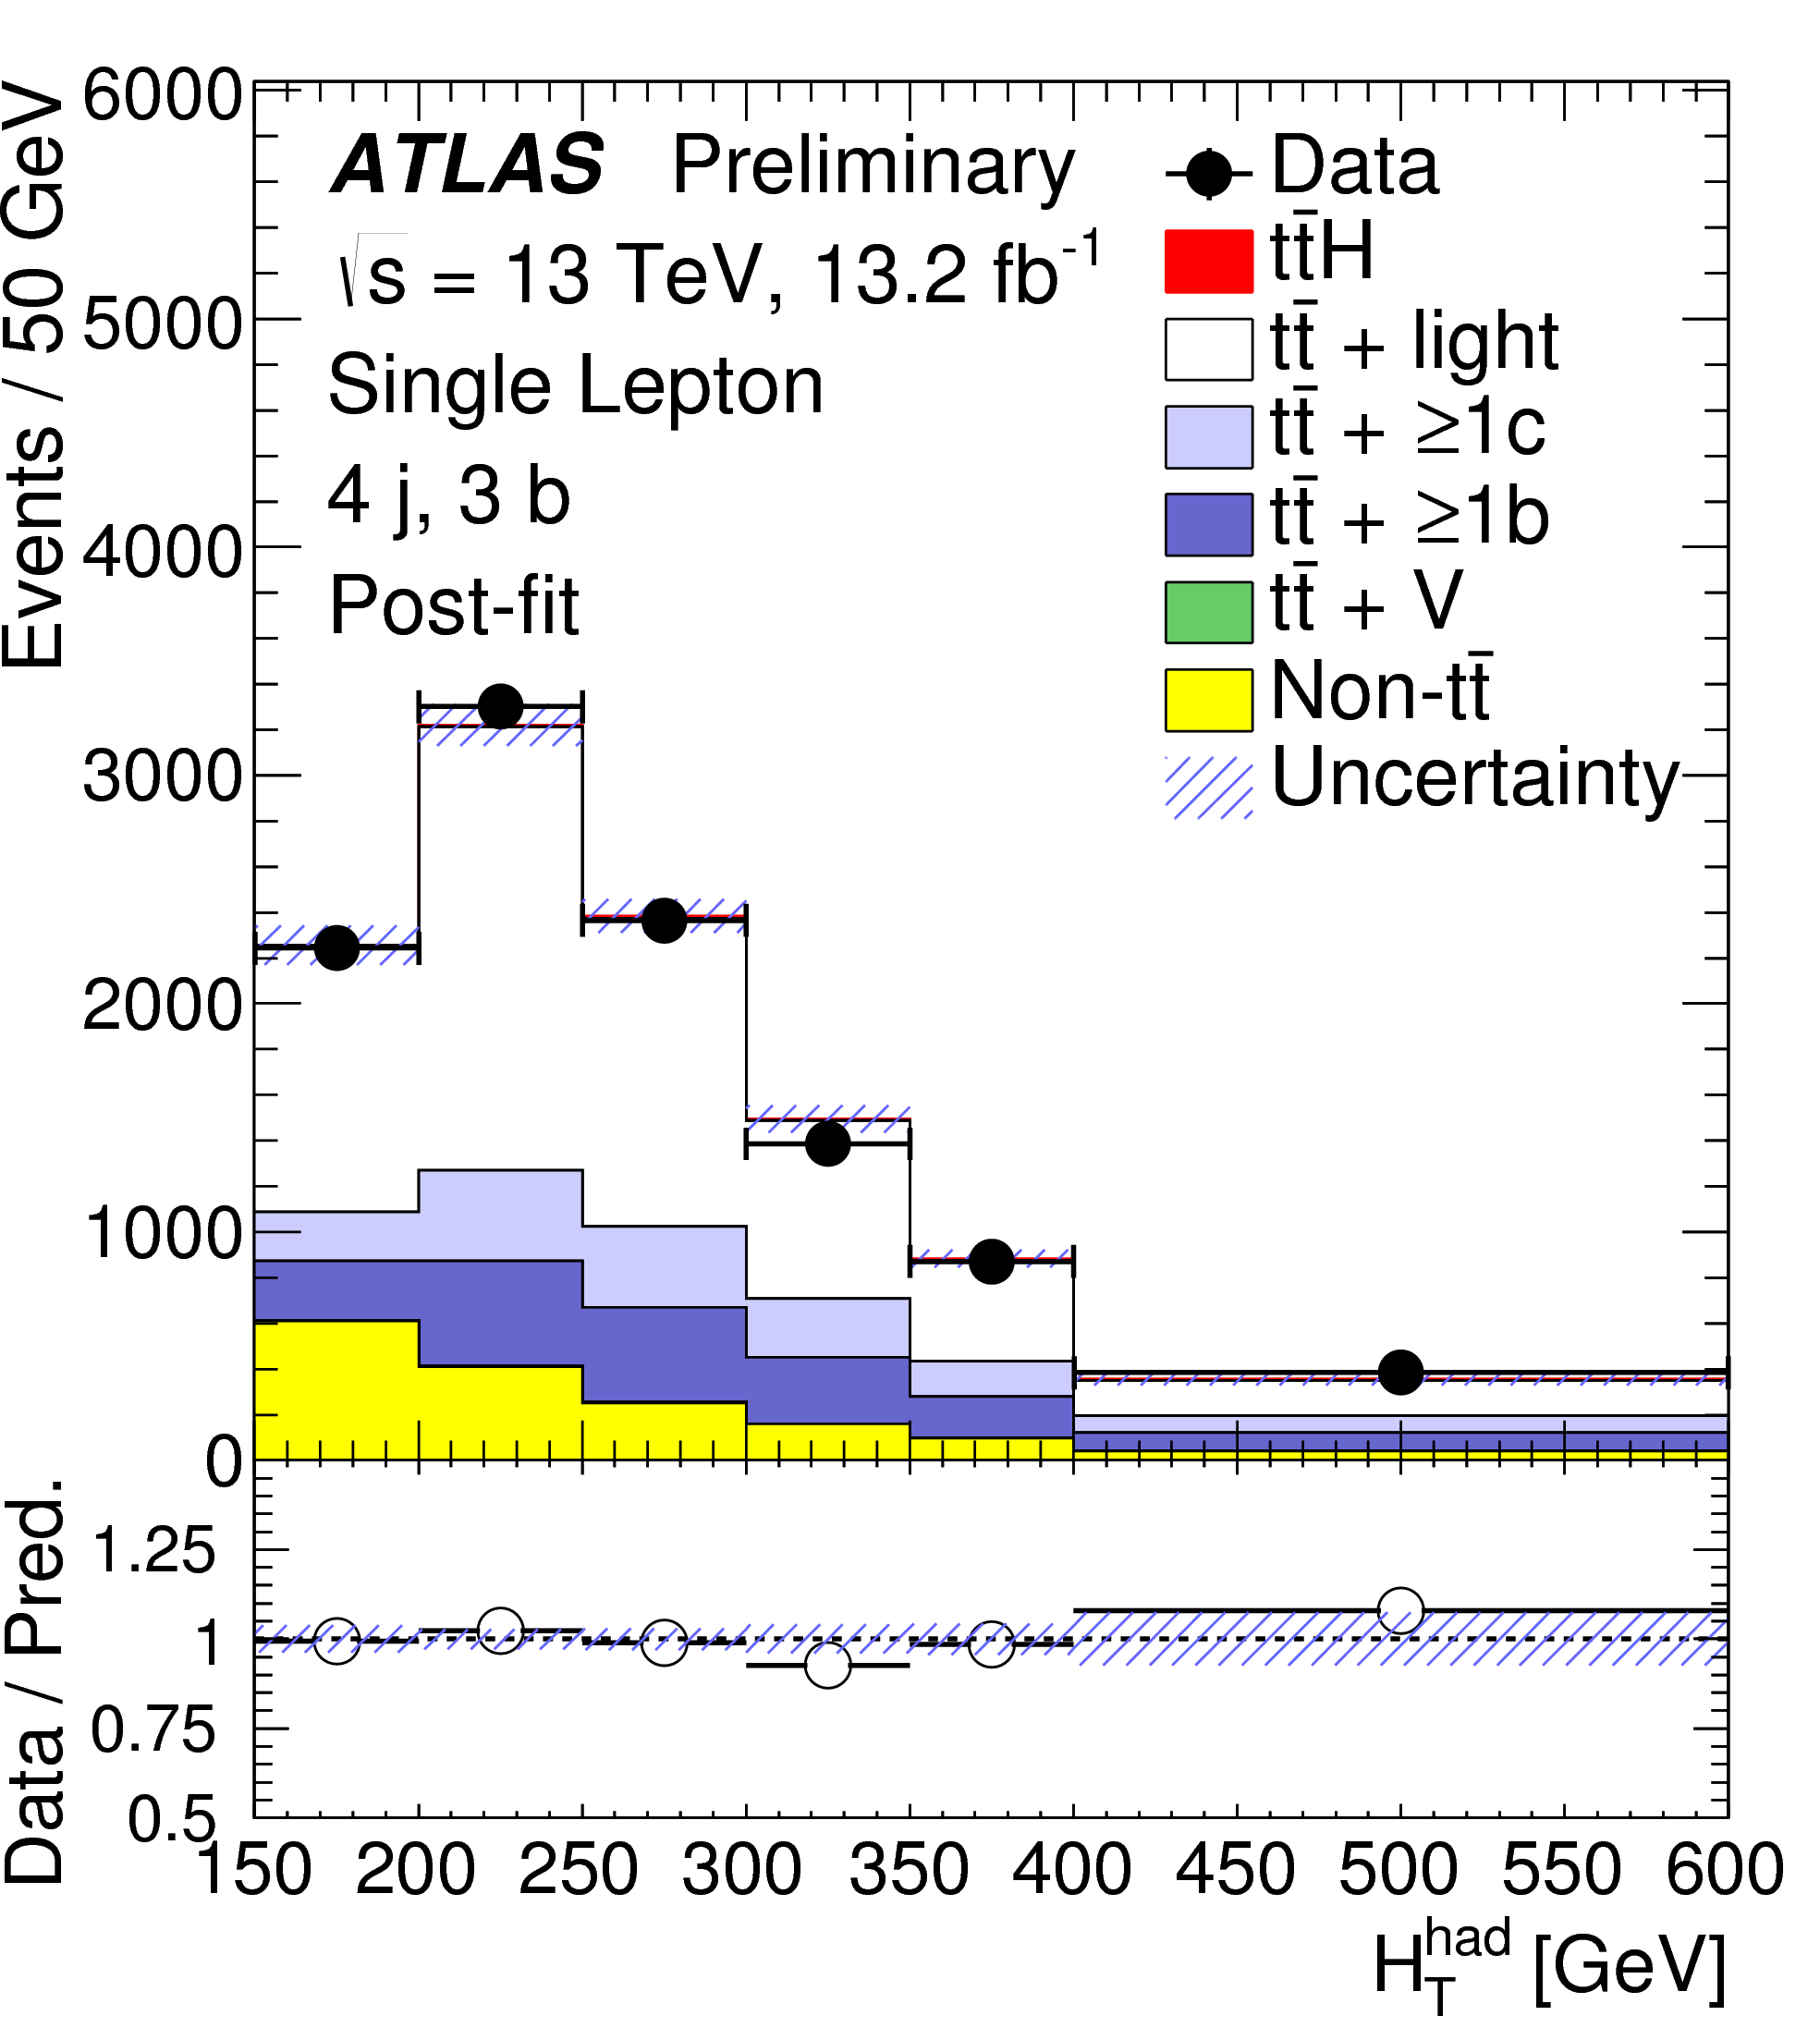 Events / 50 GeV
6000
5000
4000
3000
2000
1000
0
ATLAS Preliminary
√s = 13 TeV, 13.2 fb⁻¹
Single Lepton
4 j, 3 b
Post-fit
Data
tt̄H
tt̄ + light
tt̄ + ≥1c
tt̄ + ≥1b
tt̄ + V
Non-tt̄
Uncertainty
Data / Pred.
1.25
1
0.75
0.5
150 200 250 300 350 400 450 500 550 600
H_T^had [GeV]